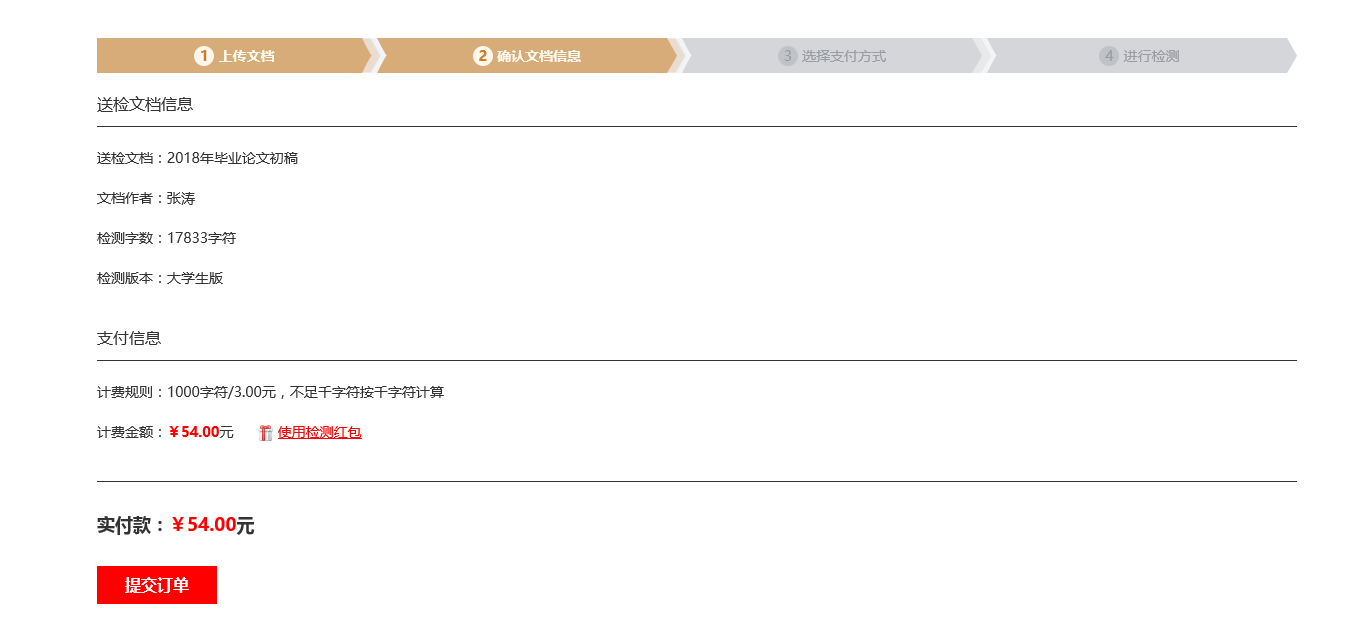 1 上传文档 2 确认文档信息 3 选择支付方式 4 进行检测
送检文档信息
送检文档：2018年毕业论文初稿
文档作者：张涛
检测字数：17833字符
检测版本：大学生版
支付信息
计费规则：1000字符/3.00元，不足千字符按千字符计算
计费金额：￥54.00元 使用检测红包
实付款：￥54.00元
提交订单